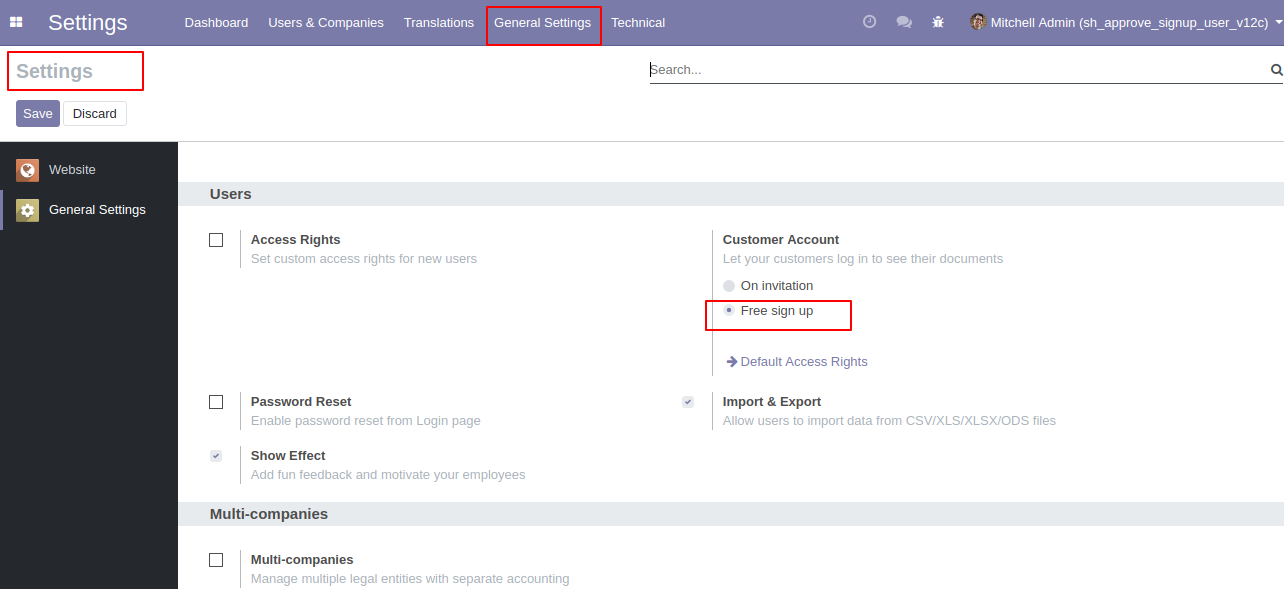 Settings Dashboard Users & Companies Translations General Settings Technical Mitchell Admin (sh_approve_signup_user_v12c)
Settings
Search...
Save Discard
Website
General Settings
Users
Access Rights
Set custom access rights for new users
Customer Account
Let your customers log in to see their documents
On invitation
Free sign up
Default Access Rights
Password Reset
Enable password reset from Login page
Import & Export
Allow users to import data from CSV/XLS/XLSX/ODS files
Show Effect
Add fun feedback and motivate your employees
Multi-companies
Multi-companies
Manage multiple legal entities with separate accounting